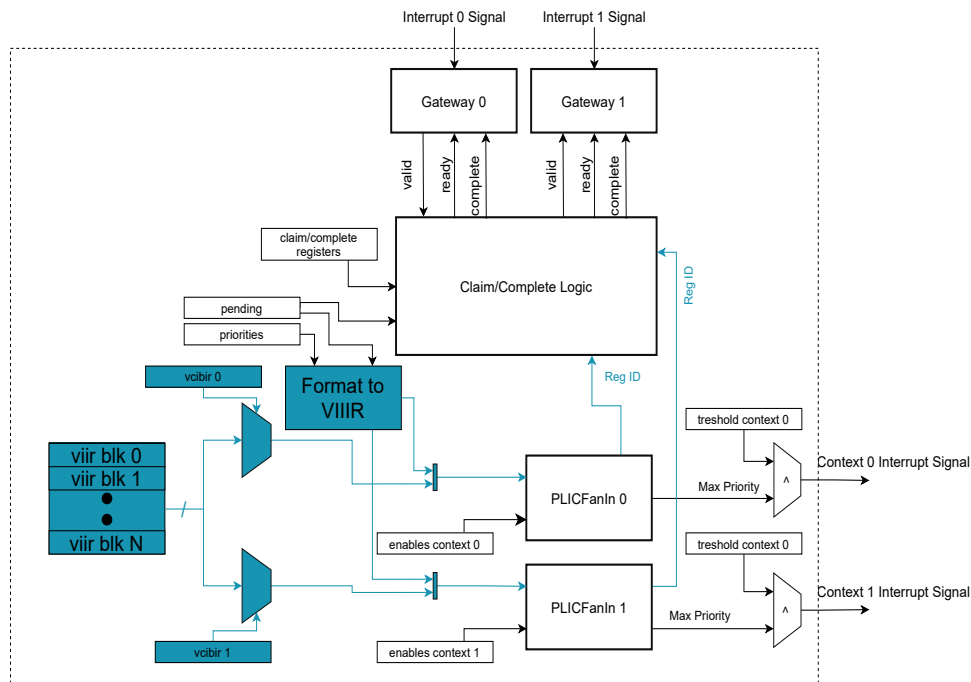 Interrupt 0 Signal
Interrupt 1 Signal
Gateway 0
Gateway 1
valid
ready
complete
valid
ready
complete
claim/complete
registers
Claim/Complete Logic
Reg ID
pending
priorities
vcibir 0
Format to
VIIIR
Reg ID
treshold context 0
viir blk 0
viir blk 1
viir blk N
PLICFanIn 0
Max Priority
^
Context 0 Interrupt Signal
enables context 0
treshold context 0
PLICFanIn 1
Max Priority
^
Context 1 Interrupt Signal
vcibir 1
enables context 1